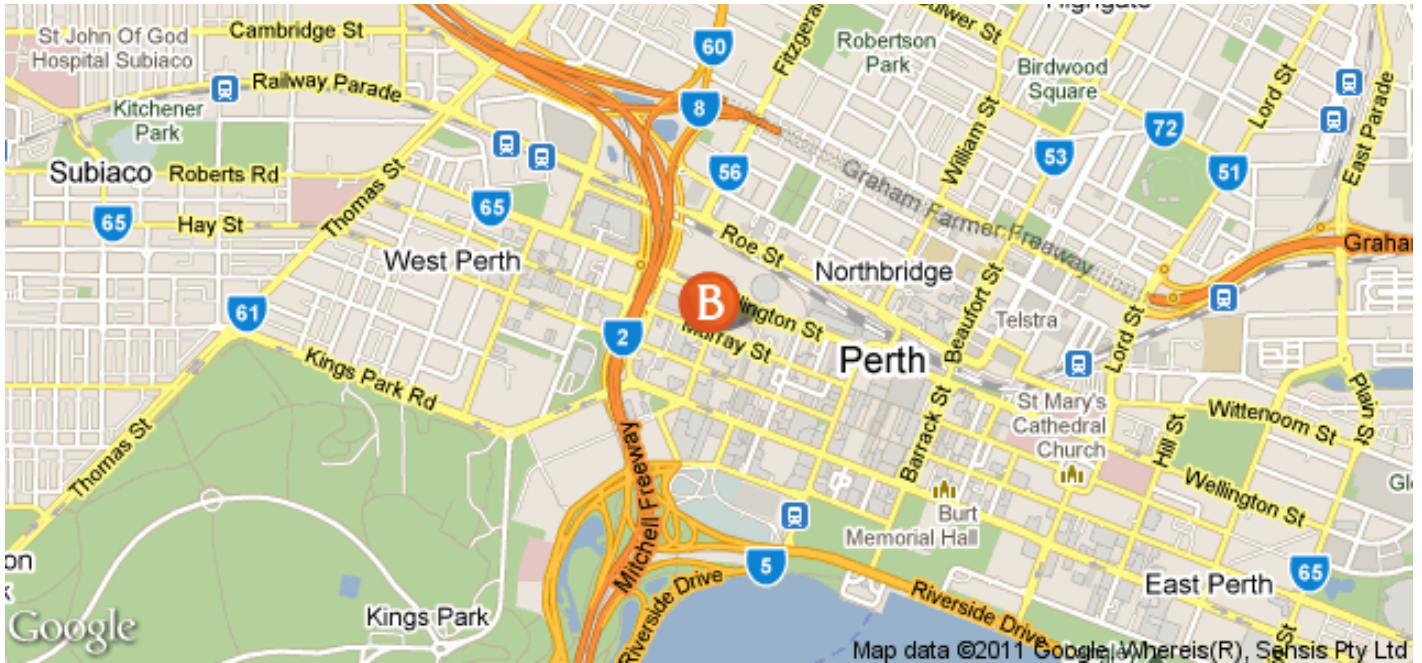 Highgate
St John Of God
Hospital Subiaco
Cambridge St
60
Fitzgera
Bulwer St
Robertson
Park
Birdwood
Square
Lord St
East Parade
Railway Parade
Kitchener
Park
8
William St
72
53
51
Subiaco
Roberts Rd
Thomas St
56
65
65
Hay St
Graham Farmer Freeway
Roe St
West Perth
Northbridge
Graha
61
B
Wellington St
Murray St
Beaufort St
Telstra
2
Perth
Lord St
Kings Park Rd
St Mary's
Cathedral
Church
Plain St
Wittenoom St
Barrack St
Hill St
Thomas St
Mitchell Freeway
Wellington St
Gl
Burt
Memorial Hall
5
65
East Perth
on
k
Riverside Drive
Riverside Drive
Kings Park
Google
Map data ©2011 Google, Whereis(R), Sensis Pty Ltd